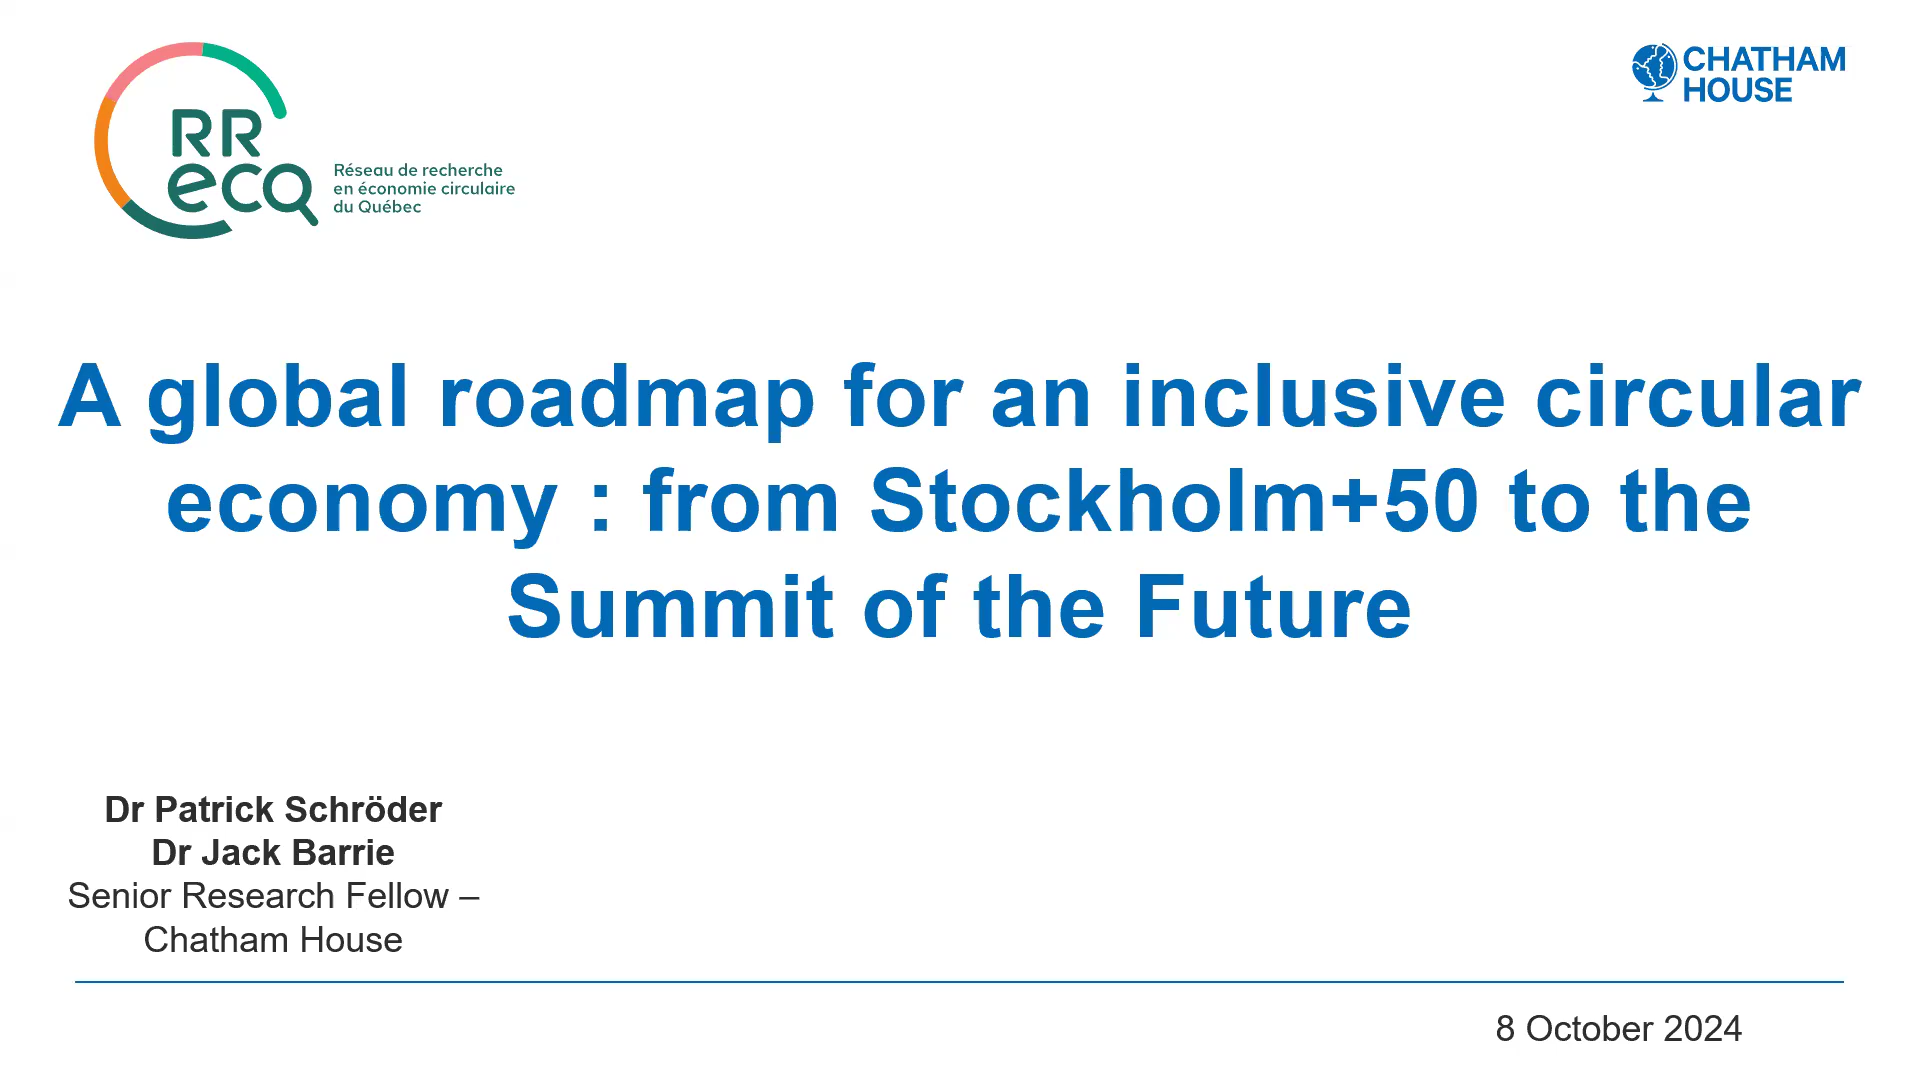 RR
ecQ
Réseau de recherche
en économie circulaire
du Québec
CHATHAM
HOUSE
A global roadmap for an inclusive circular
economy : from Stockholm+50 to the
Summit of the Future
Dr Patrick Schröder
Dr Jack Barrie
Senior Research Fellow –
Chatham House
8 October 2024